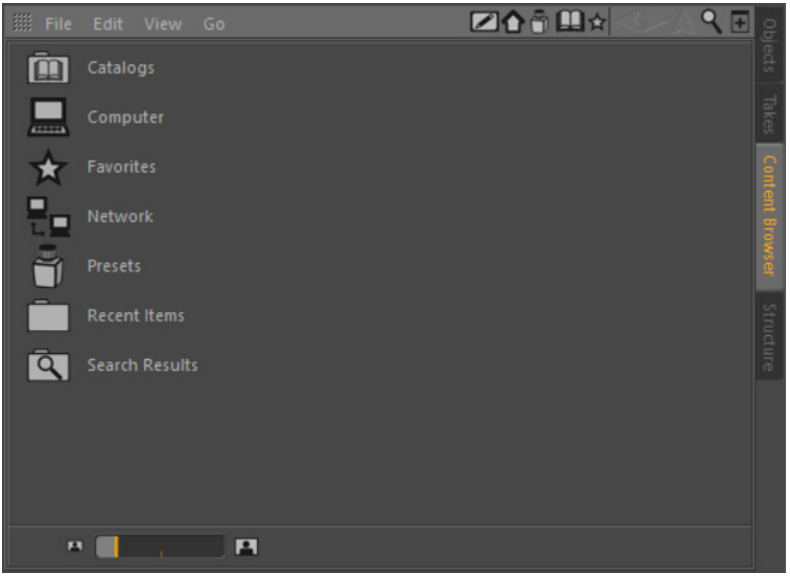 File Edit View Go
Catalogs
Computer
Favorites
Network
Presets
Recent Items
Search Results
Objects
Takes
Content Browser
Structure